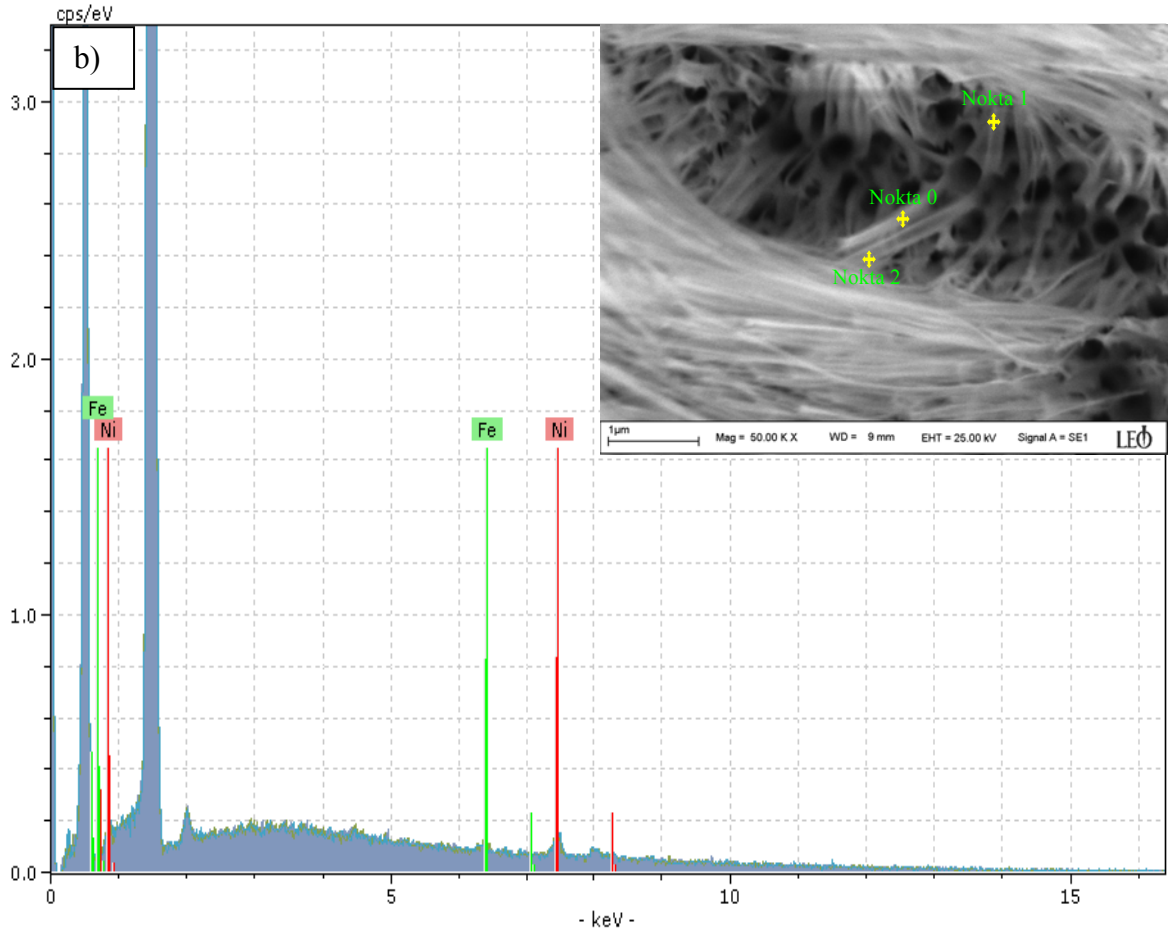 cps/eV
b)
3.0
2.0
1.0
0.0
Fe
Ni
Fe
Ni
0 5 10 15
- keV -
Nokta 1
Nokta 0
Nokta 2
1µm
Mag = 50.00 K X WD = 9 mm EHT = 25.00 kV Signal A = SE1 LEO